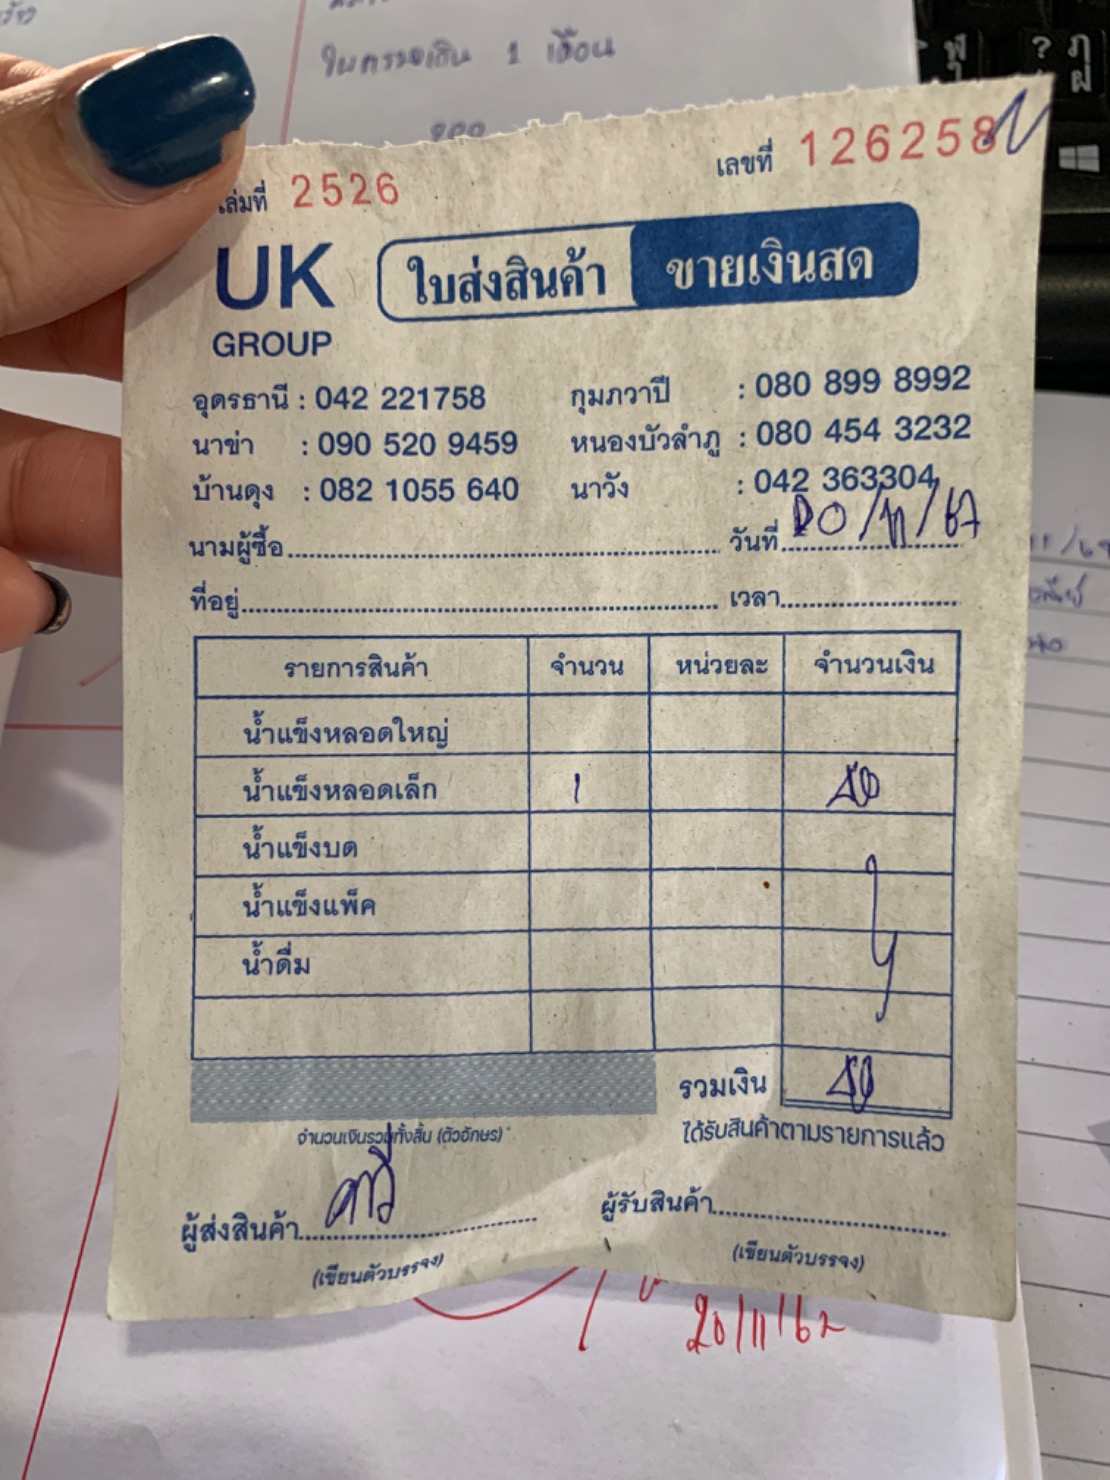 ใบตรวจเงิน 1 เดือน
เล่มที่ 2526
เลขที่ 126258
UK
GROUP
ใบส่งสินค้า ขายเงินสด
อุดรธานี : 042 221758 กุมภวาปี : 080 899 8992
นาข่า : 090 520 9459 หนองบัวลำภู : 080 454 3232
บ้านดุง : 082 1055 640 นาวัง : 042 363304
นามผู้ซื้อ วันที่ 20/11/62
ที่อยู่ เวลา
รายการสินค้า จำนวน หน่วยละ จำนวนเงิน
น้ำแข็งหลอดใหญ่
น้ำแข็งหลอดเล็ก 1 40
น้ำแข็งบด
น้ำแข็งแพ็ค
น้ำดื่ม
รวมเงิน 40
จำนวนเงินรวมทั้งสิ้น (ตัวอักษร) ได้รับสินค้าตามรายการแล้ว
ผู้ส่งสินค้า ผู้รับสินค้า
(เขียนตัวบรรจง) (เขียนตัวบรรจง)
20/11/62